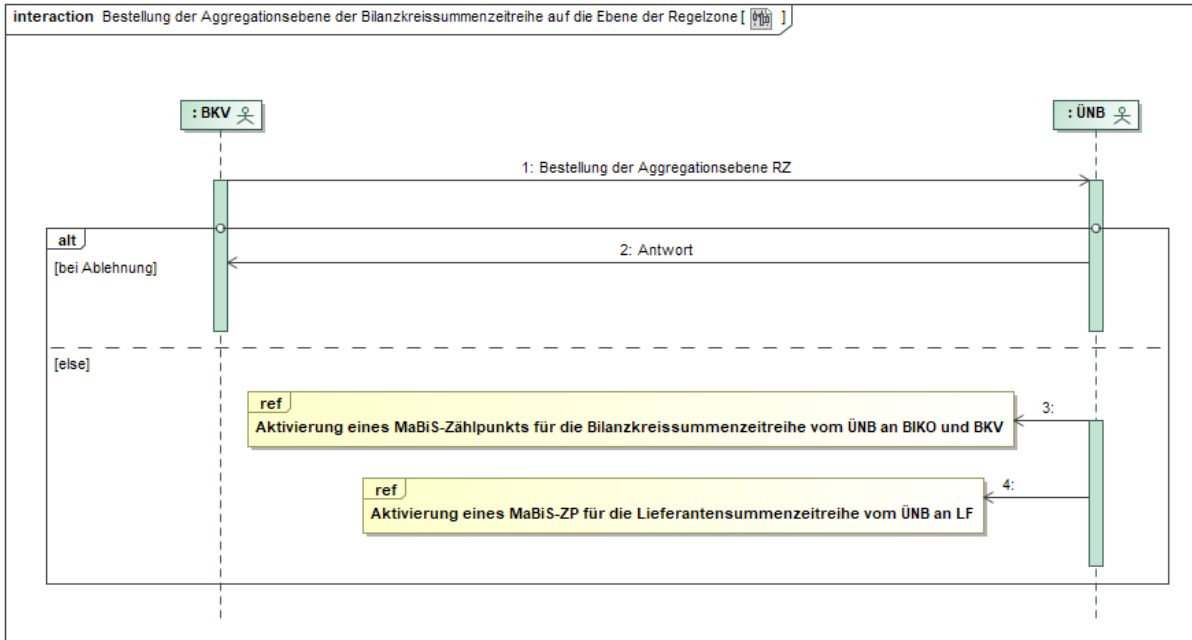 interaction Bestellung der Aggregationsebene der Bilanzkreissummenzeitreihe auf die Ebene der Regelzone [ ]
: BKV
: ÜNB
1: Bestellung der Aggregationsebene RZ
alt
2: Antwort
[bei Ablehnung]
[else]
ref
3:
Aktivierung eines MaBiS-Zählpunkts für die Bilanzkreissummenzeitreihe vom ÜNB an BIKO und BKV
ref
4:
Aktivierung eines MaBiS-ZP für die Lieferantensummenzeitreihe vom ÜNB an LF